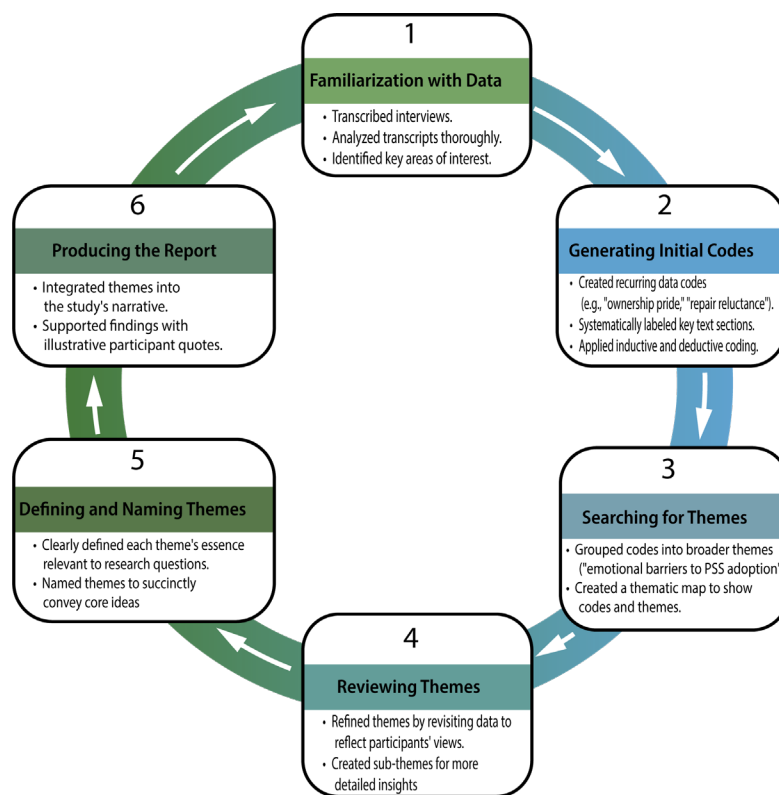 1
Familiarization with Data
• Transcribed interviews.
• Analyzed transcripts thoroughly.
• Identified key areas of interest.
2
Generating Initial Codes
• Created recurring data codes
(e.g., "ownership pride," "repair reluctance").
• Systematically labeled key text sections.
• Applied inductive and deductive coding.
3
Searching for Themes
• Grouped codes into broader themes
("emotional barriers to PSS adoption"
• Created a thematic map to show
codes and themes.
4
Reviewing Themes
• Refined themes by revisiting data to
reflect participants' views.
• Created sub-themes for more
detailed insights
5
Defining and Naming Themes
• Clearly defined each theme's essence
relevant to research questions.
• Named themes to succinctly
convey core ideas
6
Producing the Report
• Integrated themes into
the study's narrative.
• Supported findings with
illustrative participant quotes.